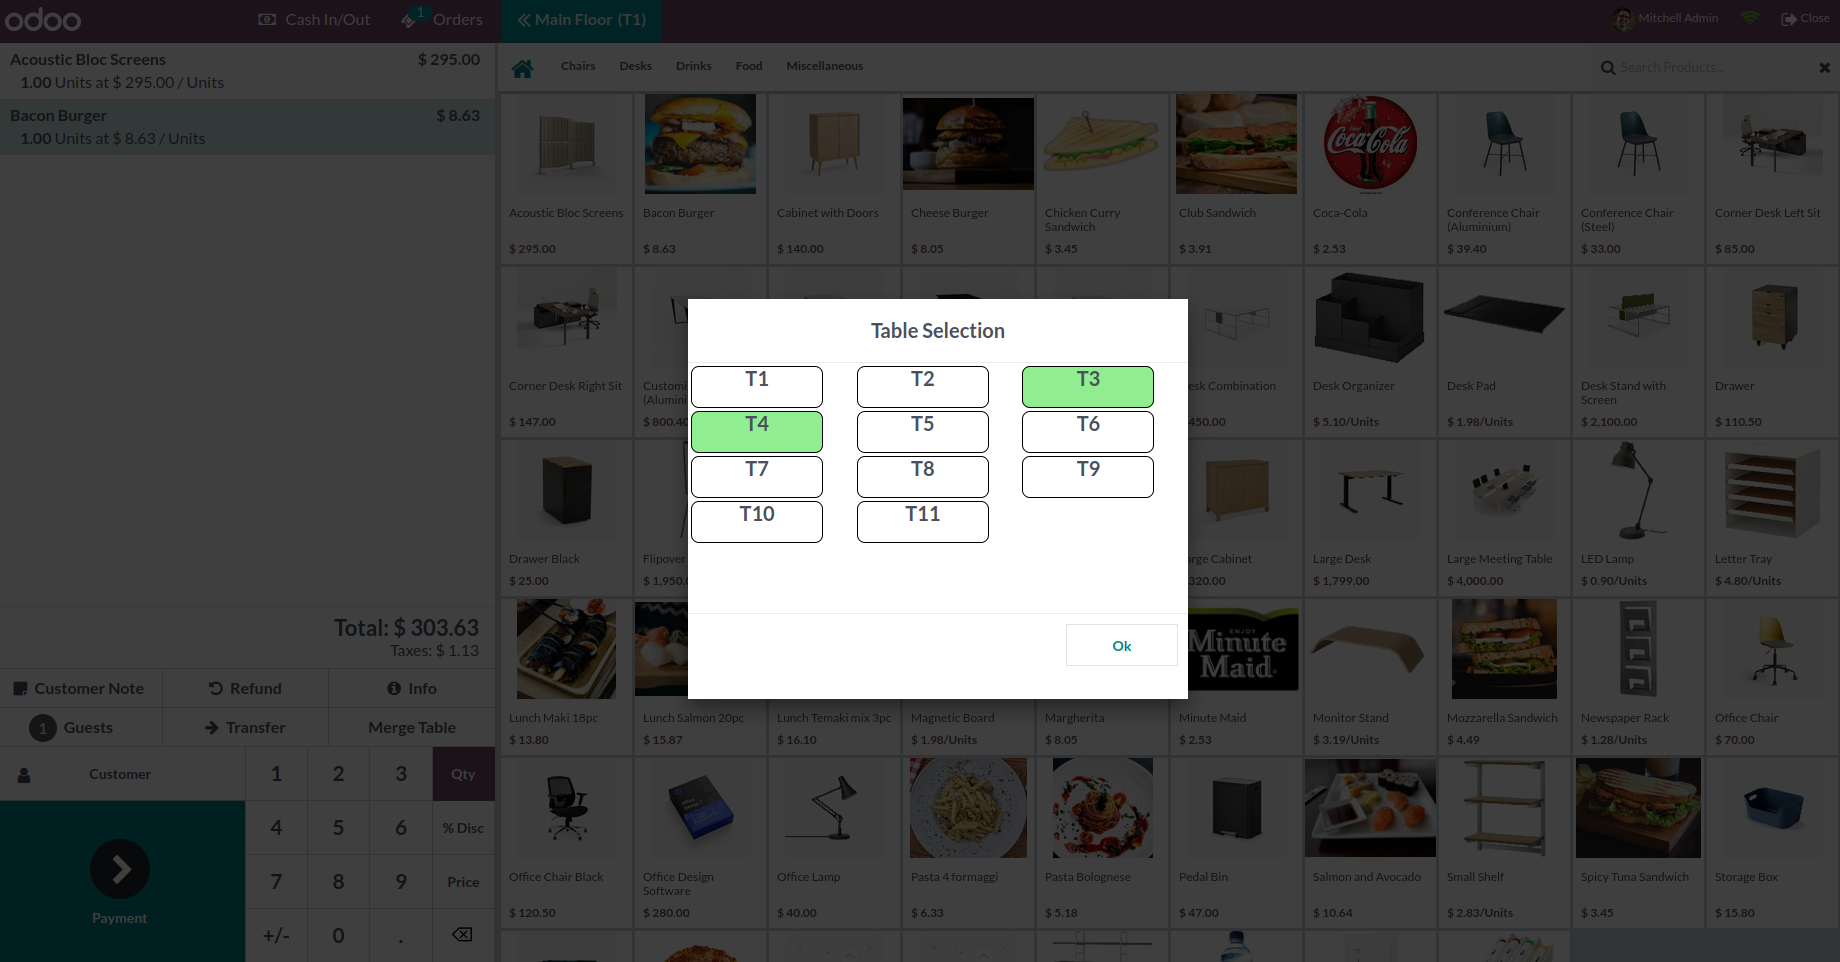 odoo
Cash In/Out
1
Orders
Main Floor (T1)
Mitchell Admin
Close
Acoustic Bloc Screens
$ 295.00
1.00 Units at $ 295.00 / Units
Bacon Burger
$ 8.63
1.00 Units at $ 8.63 / Units
Chairs
Desks
Drinks
Food
Miscellaneous
Search Products...
Coca-Cola
Acoustic Bloc Screens
$ 295.00
Bacon Burger
$ 8.63
Cabinet with Doors
$ 140.00
Cheese Burger
$ 8.05
Chicken Curry
Sandwich
$ 3.45
Club Sandwich
$ 3.91
Coca-Cola
$ 2.53
Conference Chair
(Aluminium)
$ 39.40
Conference Chair
(Steel)
$ 33.00
Corner Desk Left Sit
$ 85.00
Corner Desk Right Sit
$ 147.00
$ 800.40
esk Combination
450.00
Desk Organizer
$ 5.10/Units
Desk Pad
$ 1.98/Units
Desk Stand with
Screen
$ 2,100.00
Drawer
$ 110.50
Table Selection
T1
T2
T3
T4
T5
T6
T7
T8
T9
T10
T11
Ok
Drawer Black
$ 25.00
Flipover
$ 1,950.0
arge Cabinet
320.00
Large Desk
$ 1,799.00
Large Meeting Table
$ 4,000.00
LED Lamp
$ 0.90/Units
Letter Tray
$ 4.80/Units
ENJOY
Minute
Maid
Lunch Maki 18pc
$ 13.80
Lunch Salmon 20pc
$ 15.87
Lunch Temaki mix 3pc
$ 16.10
Magnetic Board
$ 1.98/Units
Margherita
$ 8.05
Minute Maid
$ 2.53
Monitor Stand
$ 3.19/Units
Mozzarella Sandwich
$ 4.49
Newspaper Rack
$ 1.28/Units
Office Chair
$ 70.00
Office Chair Black
$ 120.50
Office Design
Software
$ 280.00
Office Lamp
$ 40.00
Pasta 4 formaggi
$ 6.33
Pasta Bolognese
$ 5.18
Pedal Bin
$ 47.00
Salmon and Avocado
$ 10.64
Small Shelf
$ 2.83/Units
Spicy Tuna Sandwich
$ 3.45
Storage Box
$ 15.80
Total: $ 303.63
Taxes: $ 1.13
Customer Note
Refund
Info
1
Guests
Transfer
Merge Table
Customer
1
2
3
Qty
4
5
6
% Disc
7
8
9
Price
Payment
+/-
0
.